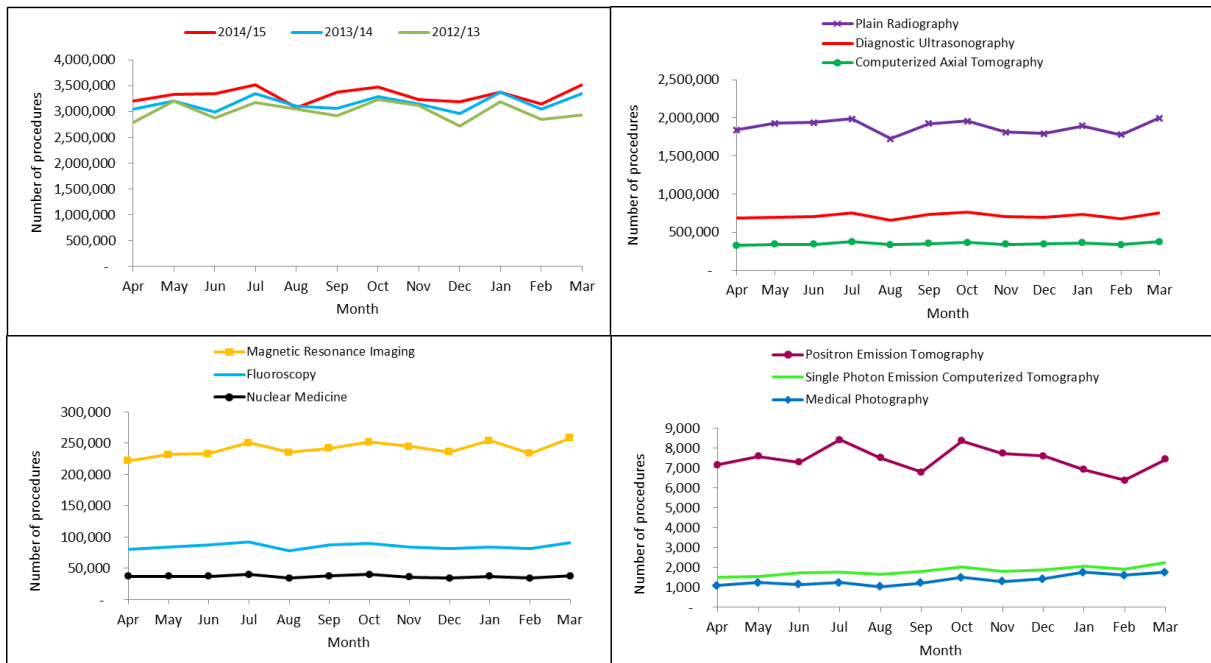 2014/15 2013/14 2012/13
4,000,000
3,500,000
3,000,000
2,500,000
2,000,000
1,500,000
1,000,000
500,000
-
Number of procedures
Apr May Jun Jul Aug Sep Oct Nov Dec Jan Feb Mar
Month
Plain Radiography
Diagnostic Ultrasonography
Computerized Axial Tomography
2,500,000
2,000,000
1,500,000
1,000,000
500,000
-
Number of procedures
Apr May Jun Jul Aug Sep Oct Nov Dec Jan Feb Mar
Month
Magnetic Resonance Imaging
Fluoroscopy
Nuclear Medicine
300,000
250,000
200,000
150,000
100,000
50,000
-
Number of procedures
Apr May Jun Jul Aug Sep Oct Nov Dec Jan Feb Mar
Month
Positron Emission Tomography
Single Photon Emission Computerized Tomography
Medical Photography
9,000
8,000
7,000
6,000
5,000
4,000
3,000
2,000
1,000
-
Number of procedures
Apr May Jun Jul Aug Sep Oct Nov Dec Jan Feb Mar
Month